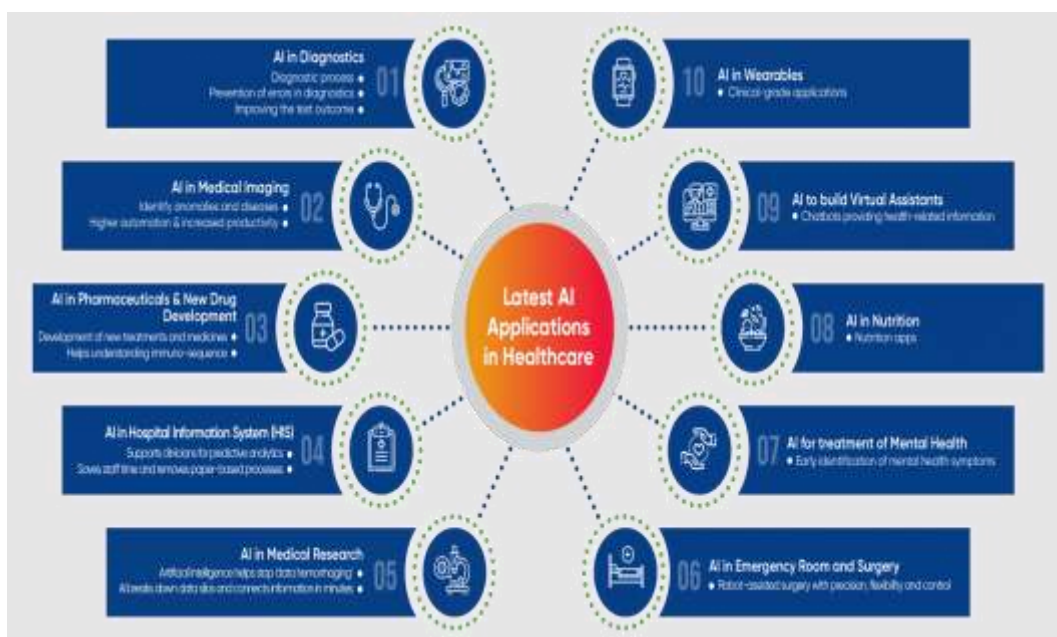 AI in Diagnostics
Diagnostic process
Prevention of errors in diagnostics
Improving the test outcome
01
AI in Medical Imaging
Identify anomalies and diseases
Higher automation & increased productivity
02
AI in Pharmaceuticals & New Drug
Development
Development of new treatments and medicines
Helps understanding immuno-sequence
03
AI in Hospital Information System (HIS)
Supports clinicians for predictive analytics
Saves staff time and removes paper-based processes
04
AI in Medical Research
Artificial intelligence helps stop data hemorrhaging
AI breaks down data silos and connects information in minutes
05
Latest AI
Applications
in Healthcare
10
AI in Wearables
Clinical-grade applications
09
AI to build Virtual Assistants
Chatbots providing health-related information
08
AI in Nutrition
Nutrition apps
07
AI for treatment of Mental Health
Early identification of mental health symptoms
06
AI in Emergency Room and Surgery
Robot-assisted surgery with precision, flexibility and control